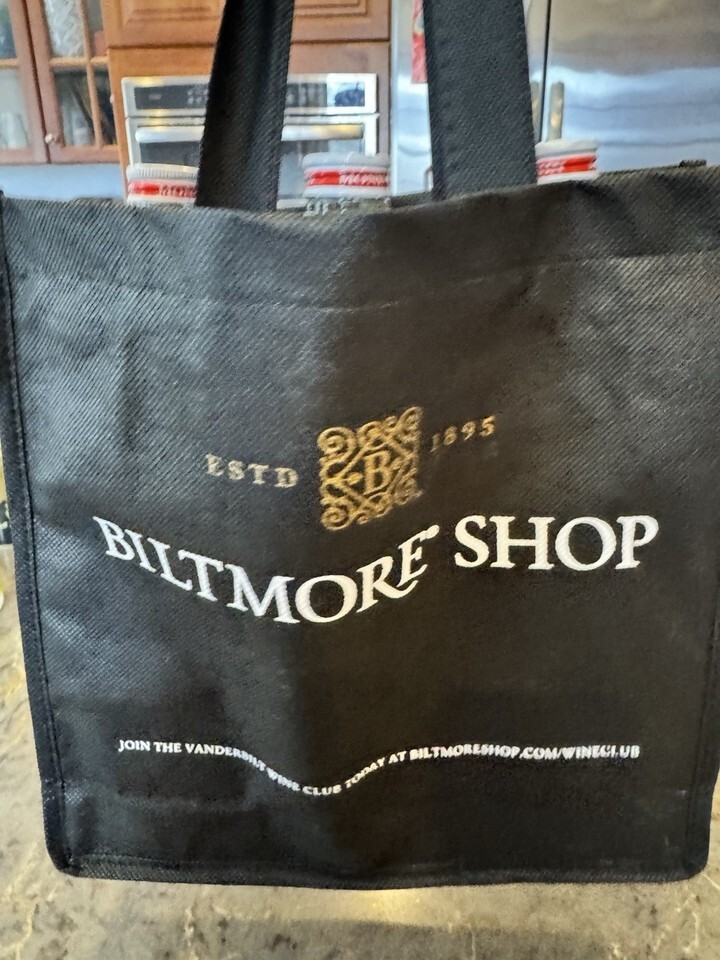 ESTD B 1895
BILTMORE® SHOP
JOIN THE VANDERBILT WINE CLUB TODAY AT BILTMORESHOP.COM/WINECLUB